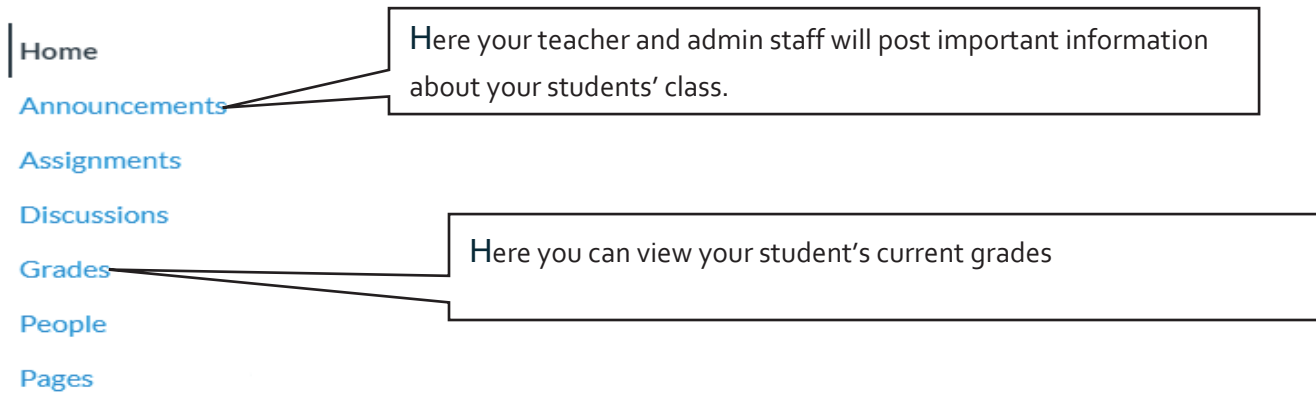 Home
Here your teacher and admin staff will post important information
about your students’ class.
Announcements
Assignments
Discussions
Here you can view your student’s current grades
Grades
People
Pages